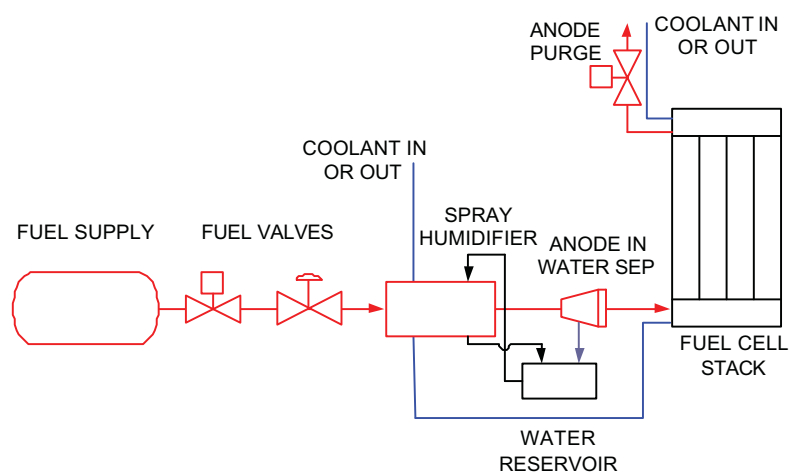 ANODE
PURGE
COOLANT IN
OR OUT
COOLANT IN
OR OUT
FUEL SUPPLY
FUEL VALVES
SPRAY
HUMIDIFIER
ANODE IN
WATER SEP
FUEL CELL
STACK
WATER
RESERVOIR